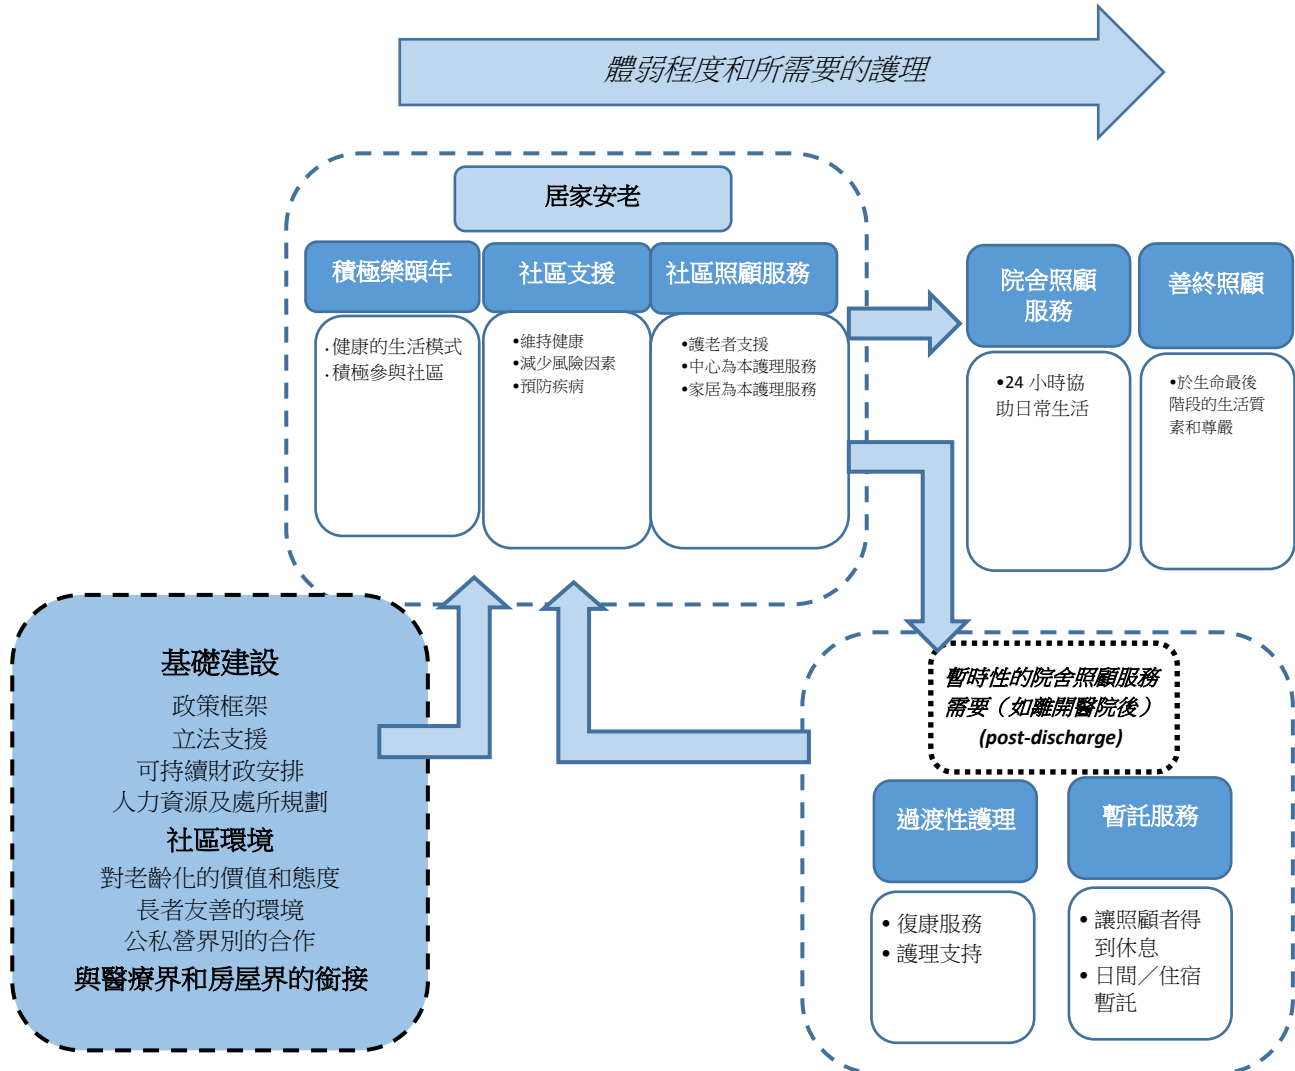 體弱程度和所需要的護理
居家安老
積極樂頤年
．健康的生活模式
．積極參與社區
社區支援
•維持健康
•減少風險因素
•預防疾病
社區照顧服務
•護老者支援
•中心為本護理服務
•家居為本護理服務
院舍照顧
服務
•24 小時協
助日常生活
善終照顧
•於生命最後
階段的生活質
素和尊嚴
基礎建設
政策框架
立法支援
可持續財政安排
人力資源及處所規劃
社區環境
對老齡化的價值和態度
長者友善的環境
公私營界別的合作
與醫療界和房屋界的銜接
暫時性的院舍照顧服務
需要（如離開醫院後）
(post-discharge)
過渡性護理
• 復康服務
• 護理支持
暫託服務
• 讓照顧者得
到休息
• 日間／住宿
暫託